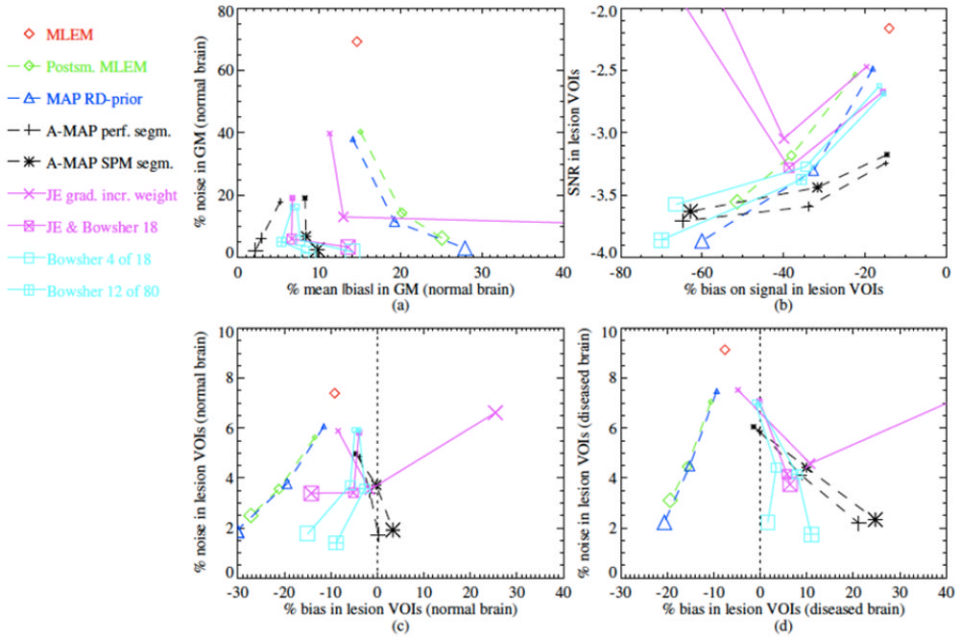 MLEM
Postsm. MLEM
MAP RD-prior
A-MAP perf. segm.
A-MAP SPM segm.
JE grad. incr. weight
JE & Bowsher 18
Bowsher 4 of 18
Bowsher 12 of 80
% noise in GM (normal brain)
80
60
40
20
0
0 10 20 30 40
% mean |bias| in GM (normal brain)
(a)
SNR in lesion VOIs
-2.0
-2.5
-3.0
-3.5
-4.0
-80 -60 -40 -20 0
% bias on signal in lesion VOIs
(b)
% noise in lesion VOIs (normal brain)
10
8
6
4
2
0
-30 -20 -10 0 10 20 30 40
% bias in lesion VOIs (normal brain)
(c)
% noise in lesion VOIs (diseased brain)
10
8
6
4
2
0
-30 -20 -10 0 10 20 30 40
% bias in lesion VOIs (diseased brain)
(d)